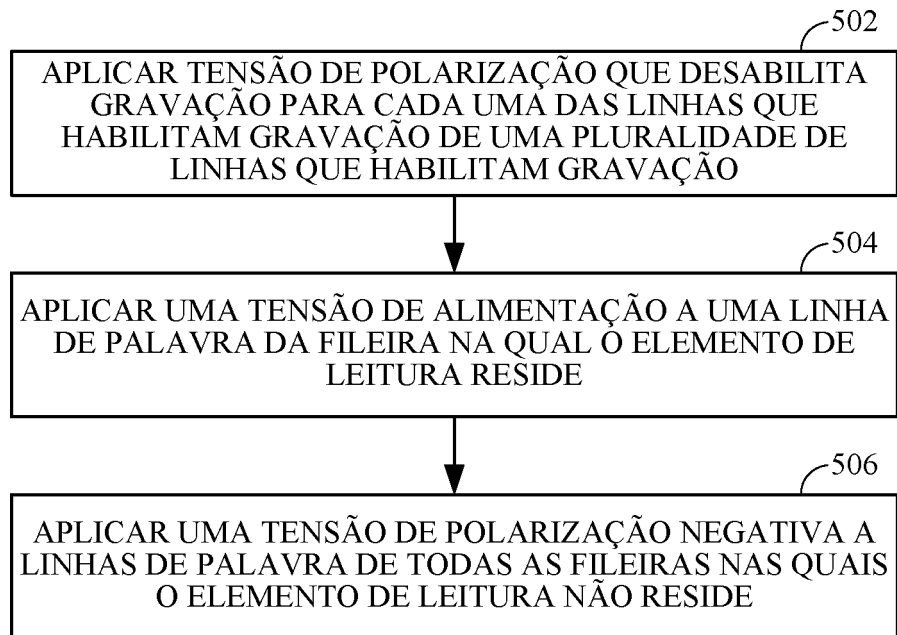 502
APLICAR TENSÃO DE POLARIZAÇÃO QUE DESABILITA
GRAVAÇÃO PARA CADA UMA DAS LINHAS QUE
HABILITAM GRAVAÇÃO DE UMA PLURALIDADE DE
LINHAS QUE HABILITAM GRAVAÇÃO
504
APLICAR UMA TENSÃO DE ALIMENTAÇÃO A UMA LINHA
DE PALAVRA DA FILEIRA NA QUAL O ELEMENTO DE
LEITURA RESIDE
506
APLICAR UMA TENSÃO DE POLARIZAÇÃO NEGATIVA A
LINHAS DE PALAVRA DE TODAS AS FILEIRAS NAS QUAIS
O ELEMENTO DE LEITURA NÃO RESIDE